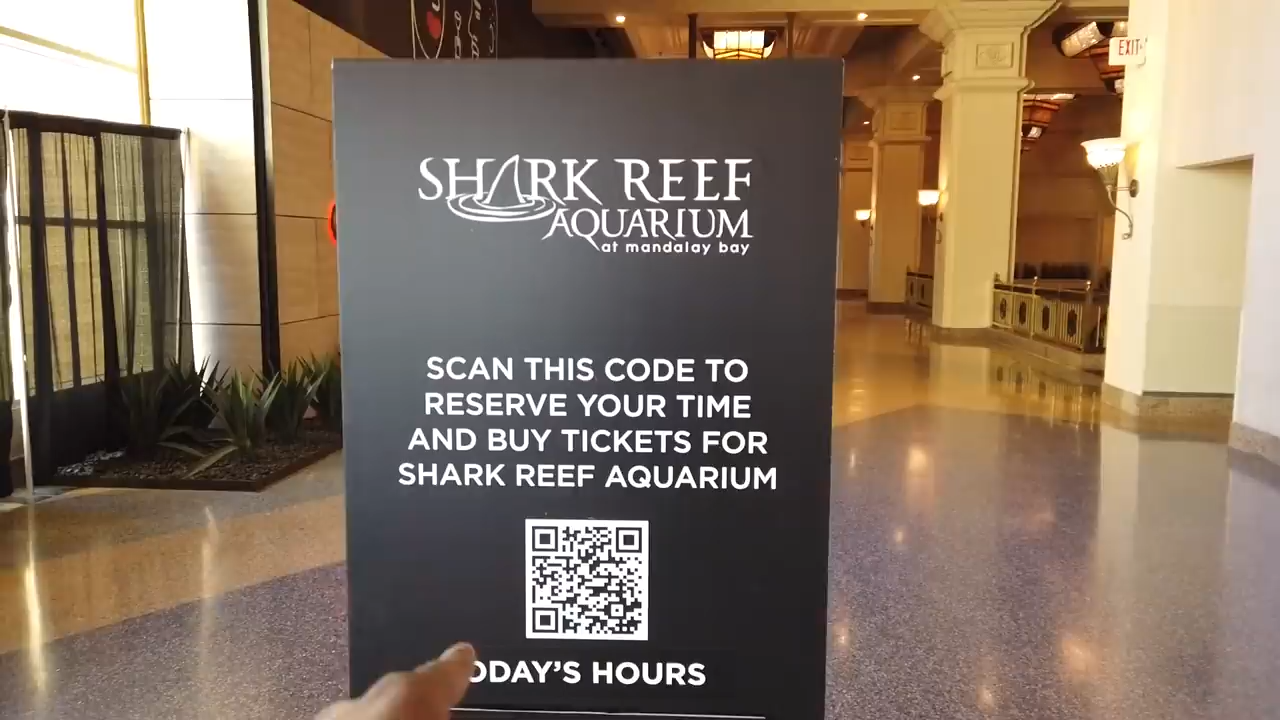 SHARK REEF
AQUARIUM
at mandalay bay
SCAN THIS CODE TO
RESERVE YOUR TIME
AND BUY TICKETS FOR
SHARK REEF AQUARIUM
ODAY'S HOURS
EXIT